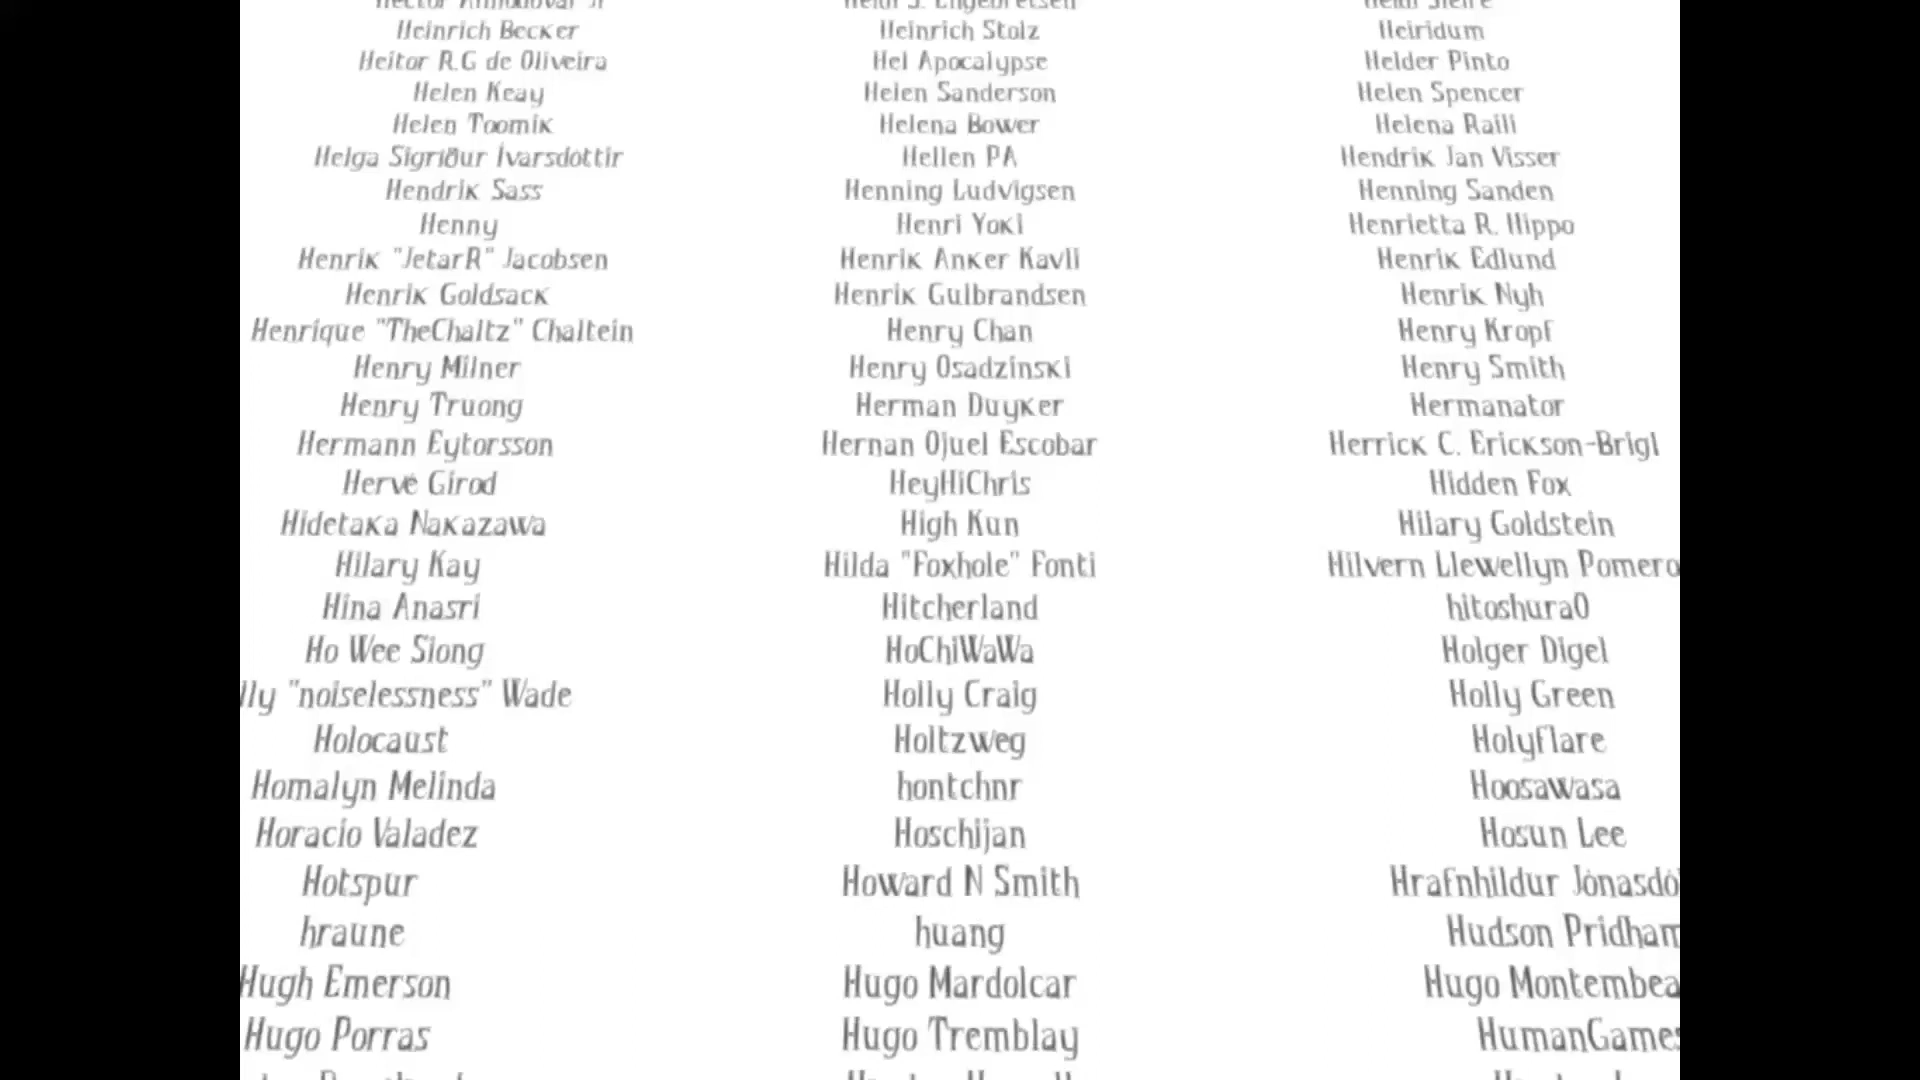 Heinrich Becker Heinrich Stolz Heiridum
Heitor R.G de Oliveira Hel Apocalypse Helder Pinto
Helen Keay Helen Sanderson Helen Spencer
Helen Toomik Helena Bower Helena Raili
Helga Sigríður Ívarsdóttir Hellen PA Hendrik Jan Visser
Hendrik Sass Henning Ludvigsen Henning Sanden
Henny Henri Yoki Henrietta R. Hippo
Henrik "JetarR" Jacobsen Henrik Anker Kavli Henrik Edlund
Henrik Goldsack Henrik Gulbrandsen Henrik Nyh
Henrique "TheChaltz" Chaltein Henry Chan Henry Kropf
Henry Milner Henry Osadzinski Henry Smith
Henry Truong Herman Duyker Hermanator
Hermann Eytorsson Hernan Ojuel Escobar Herrick C. Erickson-Brigl
Hervé Girod HeyHiChris Hidden Fox
Hidetaka Nakazawa High Kun Hilary Goldstein
Hilary Kay Hilda "Foxhole" Fonti Hilvern Llewellyn Pomero
Hina Anasri Hitcherland hitoshura0
Ho Wee Siong HoChiWaWa Holger Digel
lly "noiselessness" Wade Holly Craig Holly Green
Holocaust Holtzweg Holyflare
Homalyn Melinda hontchnr Hoosawasa
Horacio Valadez Hoschijan Hosun Lee
Hotspur Howard N Smith Hrafnhildur Jónasdó
hraune huang Hudson Pridham
Hugh Emerson Hugo Mardolcar Hugo Montembea
Hugo Porras Hugo Tremblay HumanGames